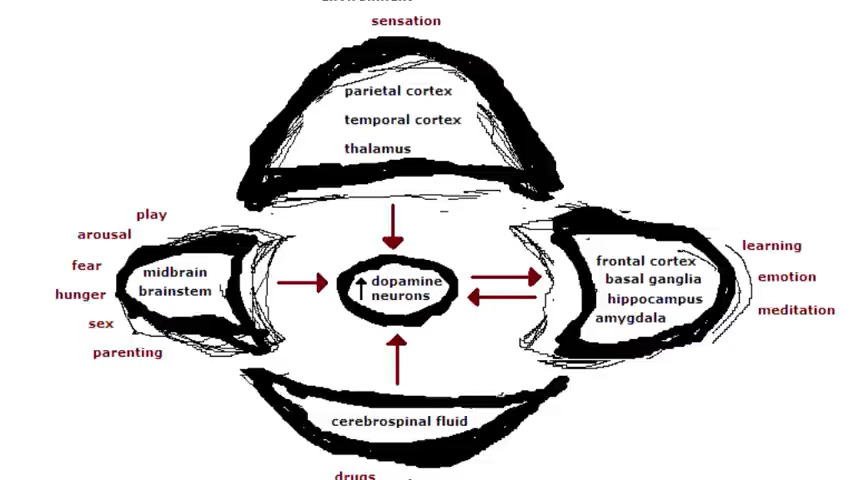 environment
sensation
parietal cortex
temporal cortex
thalamus
play
arousal
fear
hunger
sex
parenting
midbrain
brainstem
dopamine
neurons
frontal cortex
basal ganglia
hippocampus
amygdala
learning
emotion
meditation
cerebrospinal fluid
drugs